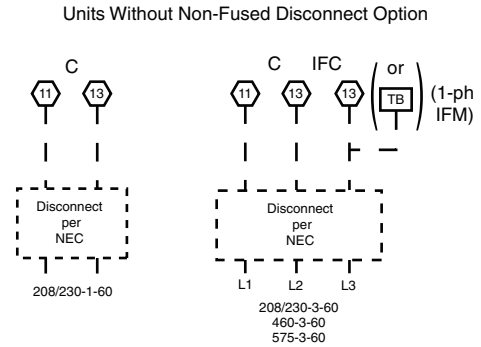 Units Without Non-Fused Disconnect Option
C
11 13
Disconnect
per
NEC
208/230-1-60
C IFC
11 13 13 ( or TB ) (1-ph
IFM)
Disconnect
per
NEC
L1 L2 L3
208/230-3-60
460-3-60
575-3-60